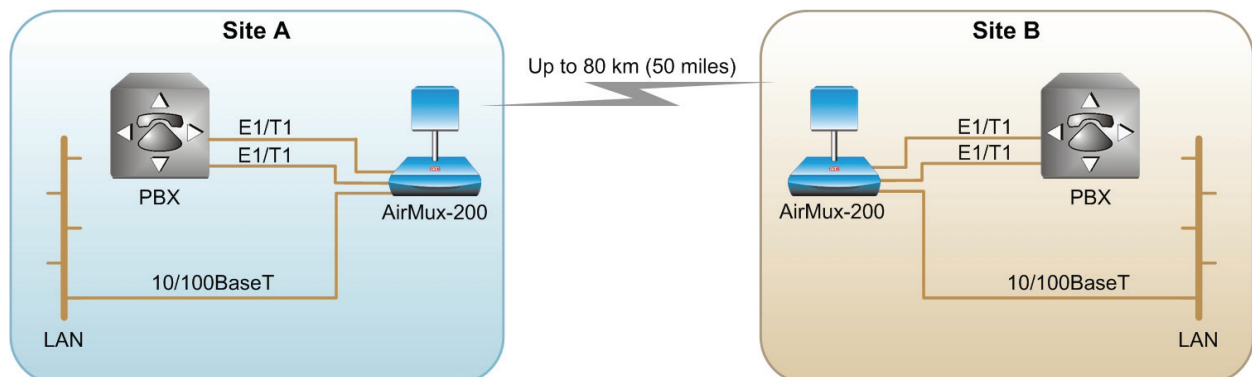 Site A
Site B
Up to 80 km (50 miles)
E1/T1
E1/T1
PBX
AirMux-200
10/100BaseT
LAN
E1/T1
E1/T1
AirMux-200
PBX
10/100BaseT
LAN